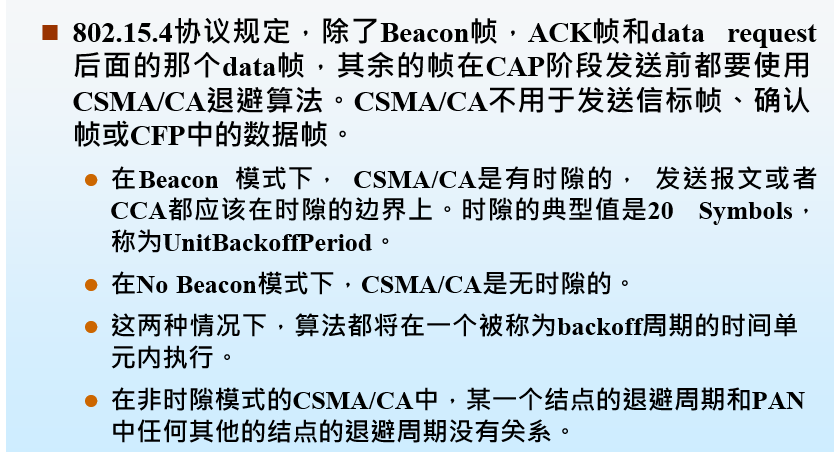 802.15.4协议规定，除了Beacon帧，ACK帧和data request
后面的那个data帧，其余的帧在CAP阶段发送前都要使用
CSMA/CA退避算法。CSMA/CA不用于发送信标帧、确认
帧或CFP中的数据帧。
在Beacon 模式下， CSMA/CA是有时隙的， 发送报文或者
CCA都应该在时隙的边界上。时隙的典型值是20 Symbols，
称为UnitBackoffPeriod。
在No Beacon模式下，CSMA/CA是无时隙的。
这两种情况下，算法都将在一个被称为backoff周期的时间单
元内执行。
在非时隙模式的CSMA/CA中，某一个结点的退避周期和PAN
中任何其他的结点的退避周期没有关系。